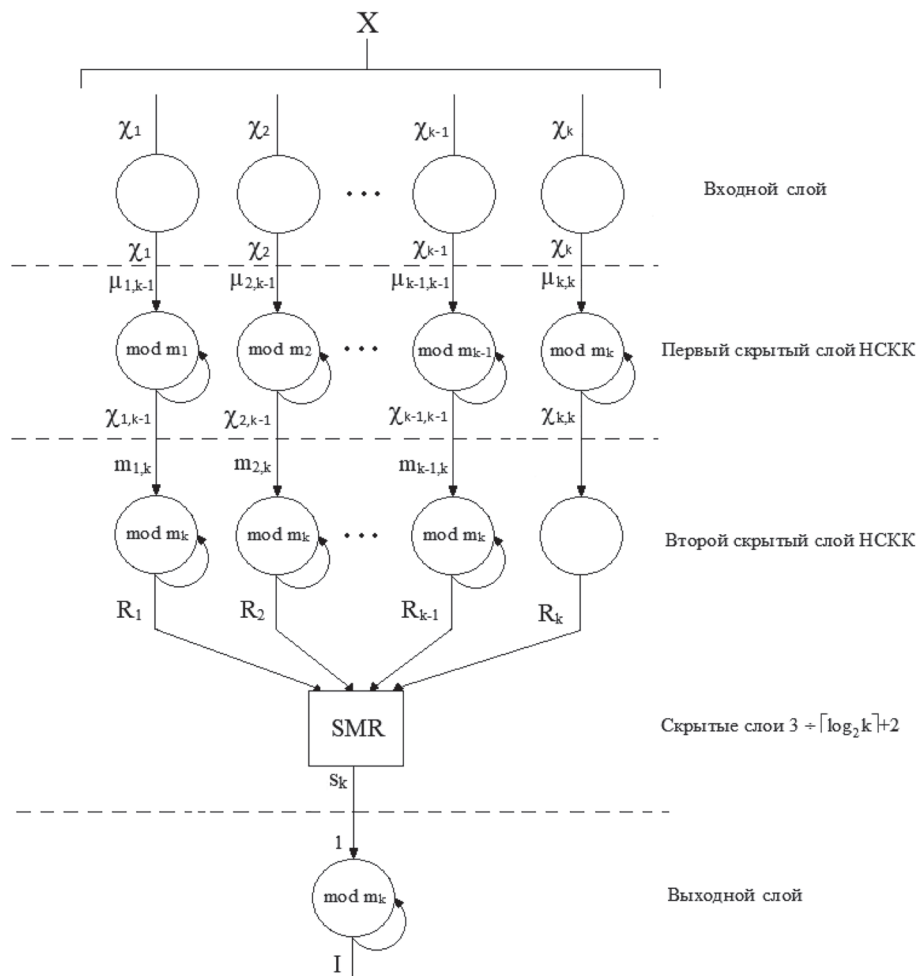 X
χ₁ χ₂ χₖ₋₁ χₖ
... Входной слой
χ₁ χ₂ χₖ₋₁ χₖ
μ₁,ₖ₋₁ μ₂,ₖ₋₁ μₖ₋₁,ₖ₋₁ μₖ,ₖ
mod m₁ mod m₂ ... mod mₖ₋₁ mod mₖ Первый скрытый слой НСКК
χ₁,ₖ₋₁ χ₂,ₖ₋₁ χₖ₋₁,ₖ₋₁ χₖ,ₖ
m₁,ₖ m₂,ₖ mₖ₋₁,ₖ
mod mₖ mod mₖ ... mod mₖ Второй скрытый слой НСКК
R₁ R₂ Rₖ₋₁ Rₖ
SMR Скрытые слои 3 ÷ ⌈log₂k⌉+2
sₖ
1
mod mₖ Выходной слой
I